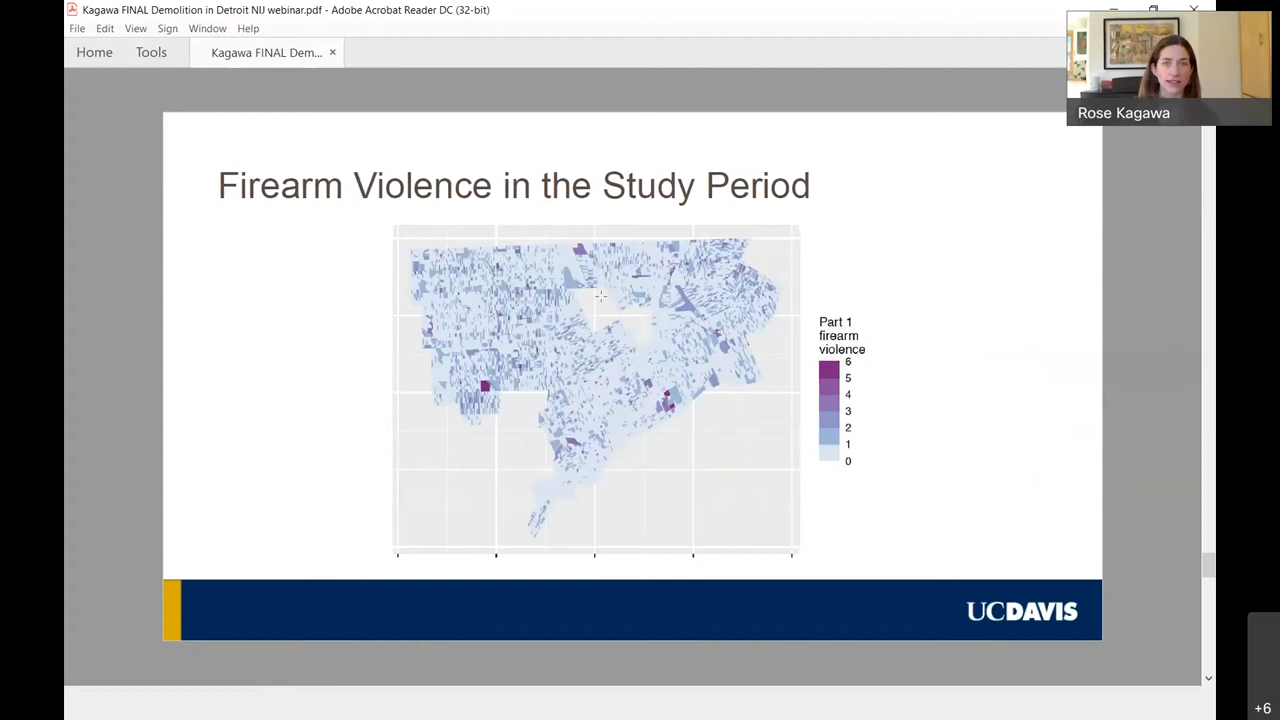 Kagawa FINAL Demolition in Detroit NIJ webinar.pdf - Adobe Acrobat Reader DC (32-bit)
File Edit View Sign Window Help
Home Tools Kagawa FINAL Dem... ×
Rose Kagawa
Firearm Violence in the Study Period
Part 1
firearm
violence
6
5
4
3
2
1
0
UCDAVIS
+6